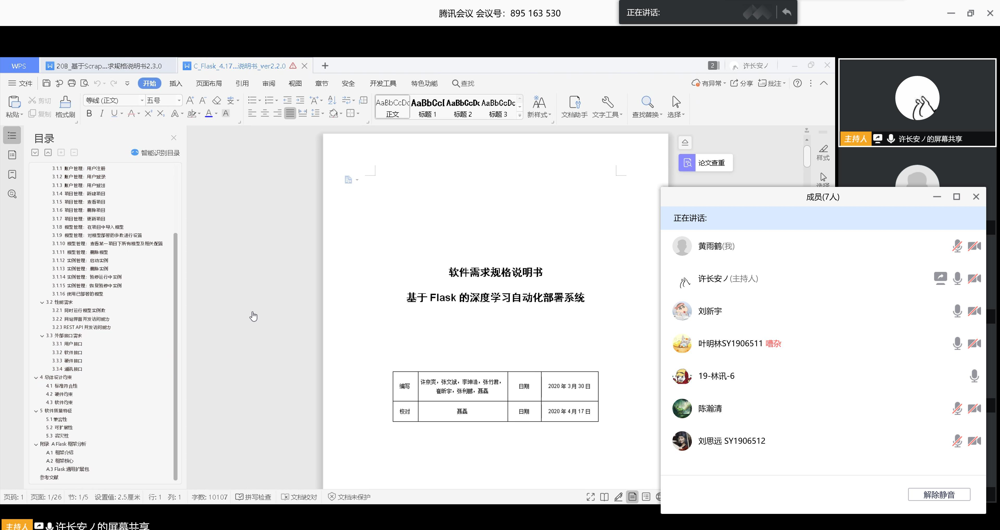 腾讯会议 会议号：895 163 530
正在讲话:
WPS
20B_基于Scrap...求规格说明书2.3.0
C_Flask_4.17...说明书_ver2.2.0
2
许长安ノ
文件
开始
插入
页面布局
引用
审阅
视图
章节
安全
开发工具
特色功能
查找
有异常
分享
批注
粘贴
剪切
复制
格式刷
等线 (正文)
五号
AaBbCcDc
正文
AaBbCcI
标题 1
AaBbCcDc
标题 2
AaBbCcDc
标题 3
新样式
文档助手
文字工具
查找替换
选择
主持人
许长安ノ的屏幕共享
目录
智能识别目录
3.1.1 账户管理：用户注册
3.1.2 账户管理：用户登录
3.1.3 账户管理：用户登出
3.1.4 项目管理：新建项目
3.1.5 项目管理：查看项目
3.1.6 项目管理：删除项目
3.1.7 项目管理：更新项目
3.1.8 模型管理：在项目中导入模型
3.1.9 模型管理：对模型部署的参数进行设置
3.1.10 模型管理：查看某一项目下所有模型及相关配置
3.1.11 模型管理：删除模型
3.1.12 实例管理：启动实例
3.1.13 实例管理：删除实例
3.1.14 实例管理：暂停运行中实例
3.1.15 实例管理：恢复暂停中实例
3.1.16 使用已部署的模型
3.2 性能需求
3.2.1 同时运行模型实例数
3.2.2 网站界面并发访问能力
3.2.3 REST API 并发访问能力
3.3 外部接口需求
3.3.1 用户接口
3.3.2 软件接口
3.3.3 硬件接口
3.3.4 通讯接口
4 总体设计约束
4.1 标准符合性
4.2 硬件约束
4.3 软件约束
5 软件质量特征
5.1 兼容性
5.2 可扩展性
5.3 容灾性
附录 A Flask 框架分析
A.1 框架介绍
A.2 框架核心
A.3 Flask 通用扩展包
参考文献
论文查重
样式
选择
软件需求规格说明书
基于 Flask 的深度学习自动化部署系统
编写
许京爽，张文斌，李坤浩，张竹君，
崔昕宇，张利鹏，聂磊
日期
2020 年 3 月 30 日
校对
聂磊
日期
2020 年 4 月 17 日
成员(7人)
正在讲话:
黄雨鹤(我)
许长安ノ(主持人)
刘新宇
叶明林SY1906511 嘈杂
19-林讯-6
陈瀚清
刘思远 SY1906512
解除静音
页码: 1
页面: 1/26
节: 1/5
设置值: 2.5厘米
行: 1
列: 1
字数: 10107
拼写检查
文档校对
文档未保护
主持人
许长安ノ的屏幕共享